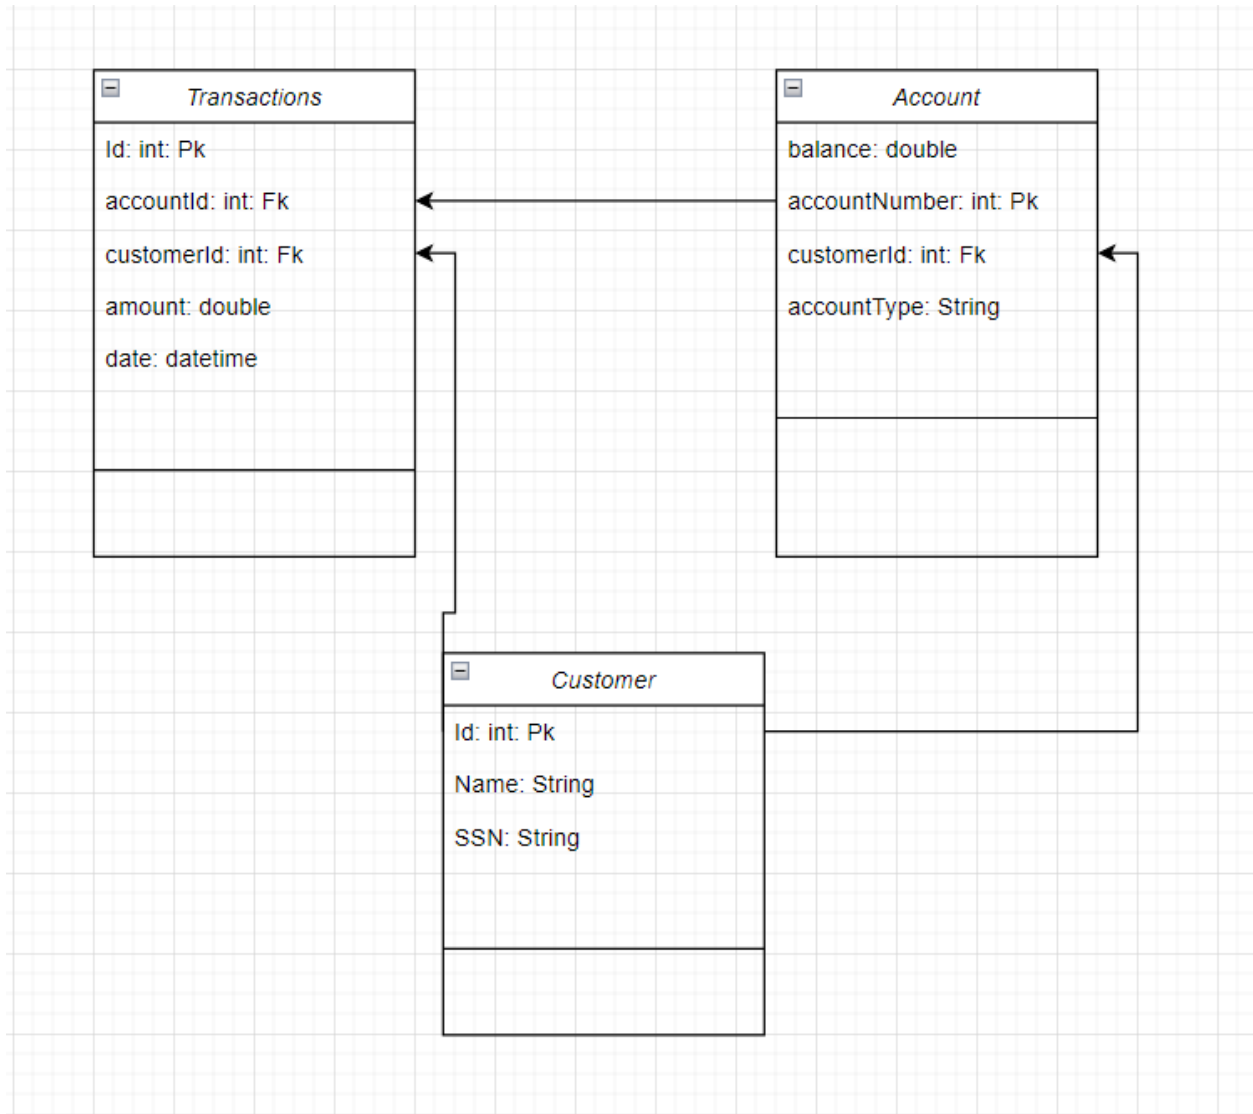 Transactions
Id: int: Pk
accountId: int: Fk
customerId: int: Fk
amount: double
date: datetime
Account
balance: double
accountNumber: int: Pk
customerId: int: Fk
accountType: String
Customer
Id: int: Pk
Name: String
SSN: String